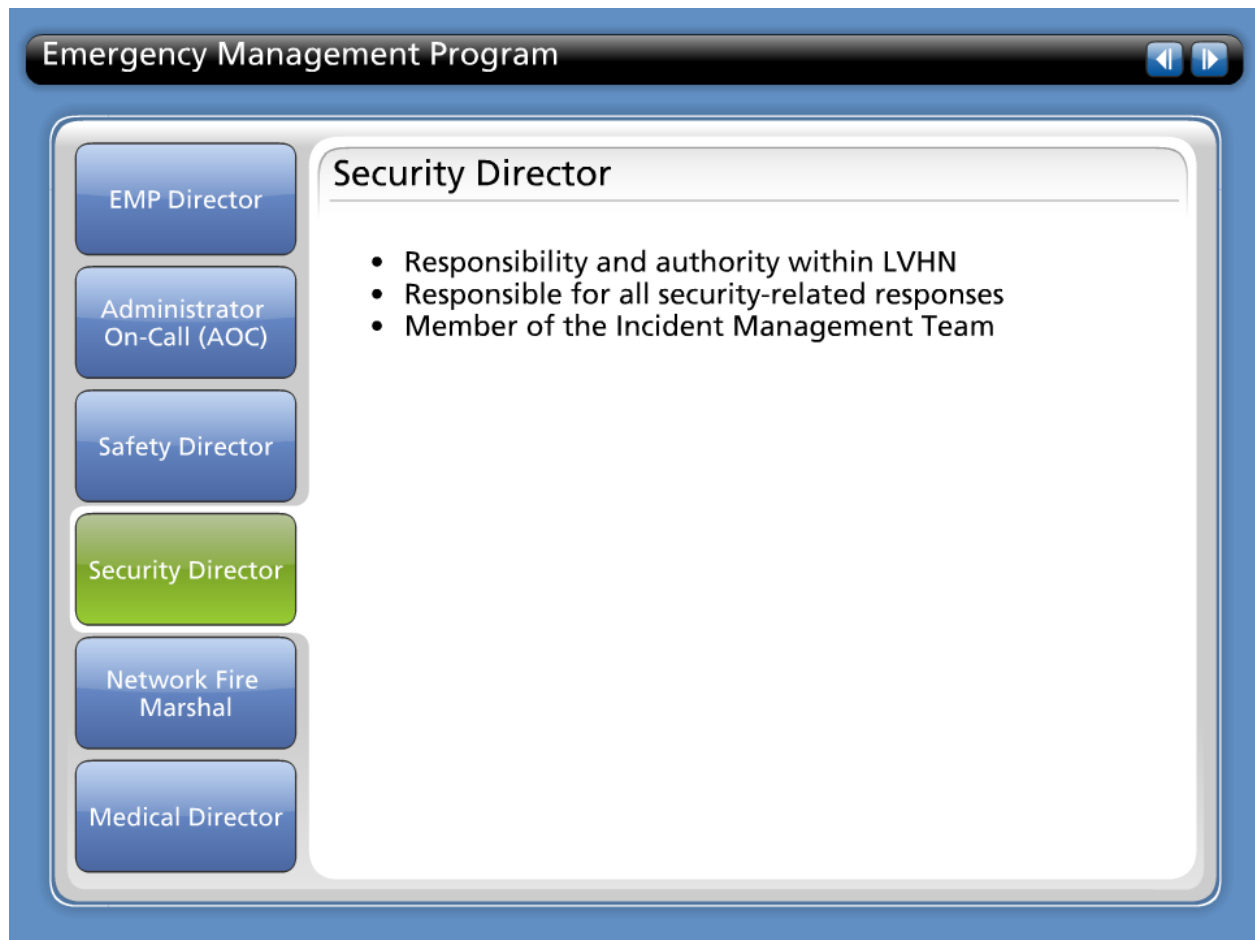 Emergency Management Program
EMP Director
Administrator
On-Call (AOC)
Safety Director
Security Director
Network Fire
Marshal
Medical Director
Security Director
• Responsibility and authority within LVHN
• Responsible for all security-related responses
• Member of the Incident Management Team